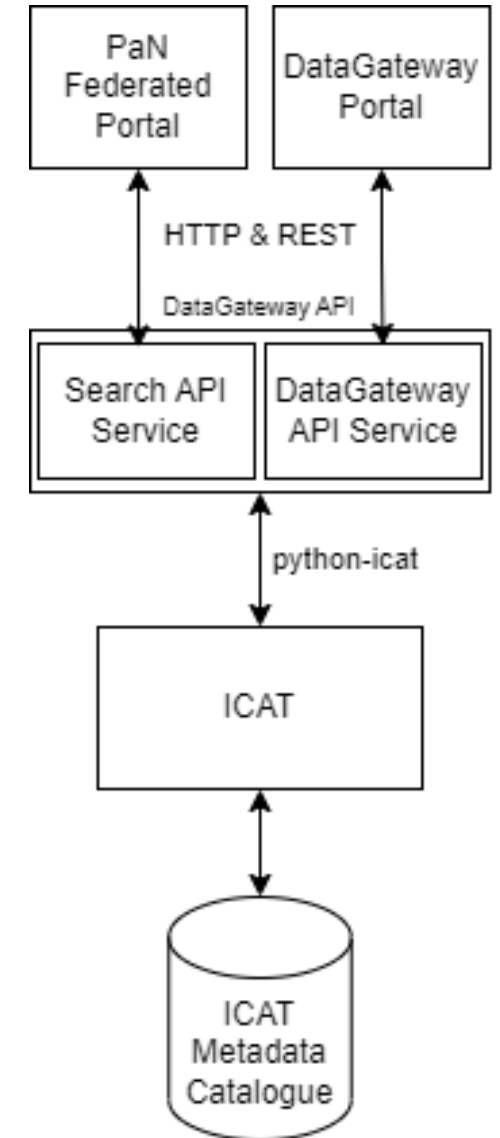 PaN
Federated
Portal
DataGateway
Portal
HTTP & REST
DataGateway API
Search API
Service
DataGateway
API Service
python-icat
ICAT
ICAT
Metadata
Catalogue